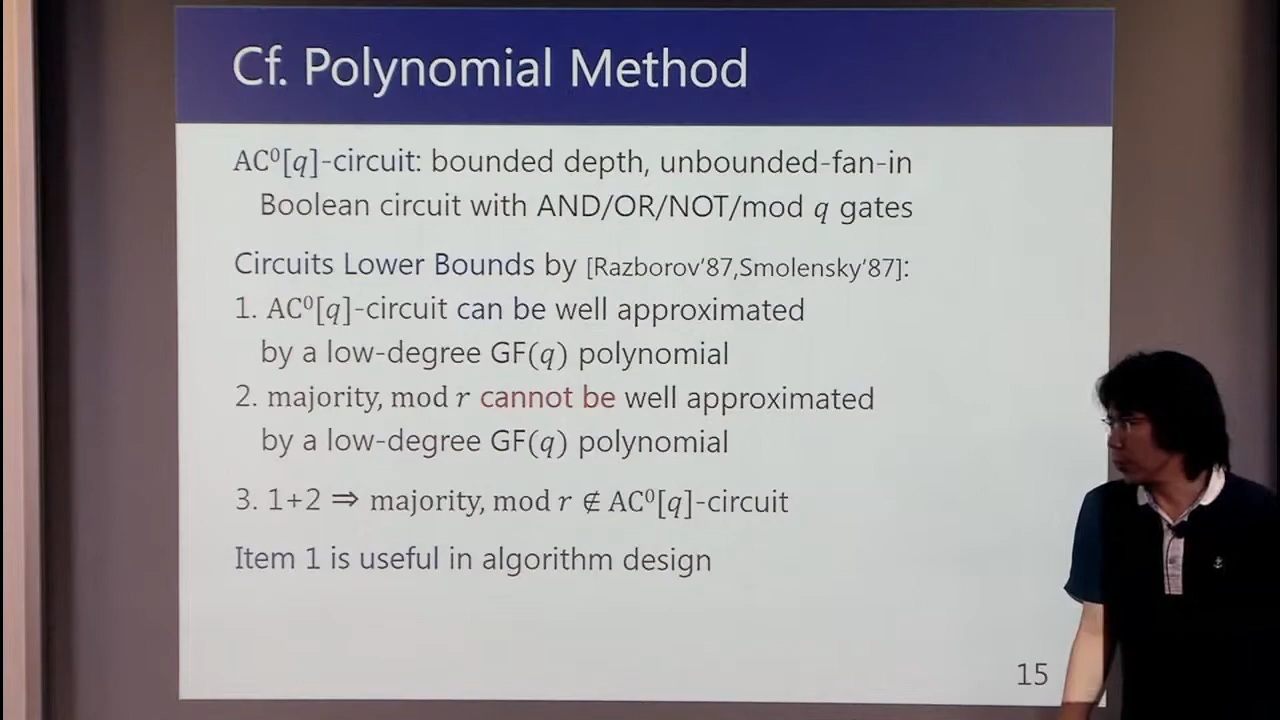 Cf. Polynomial Method
AC⁰[q]-circuit: bounded depth, unbounded-fan-in
Boolean circuit with AND/OR/NOT/mod q gates
Circuits Lower Bounds by [Razborov'87,Smolensky'87]:
1. AC⁰[q]-circuit can be well approximated
by a low-degree GF(q) polynomial
2. majority, mod r cannot be well approximated
by a low-degree GF(q) polynomial
3. 1+2 ⇒ majority, mod r ∉ AC⁰[q]-circuit
Item 1 is useful in algorithm design
15